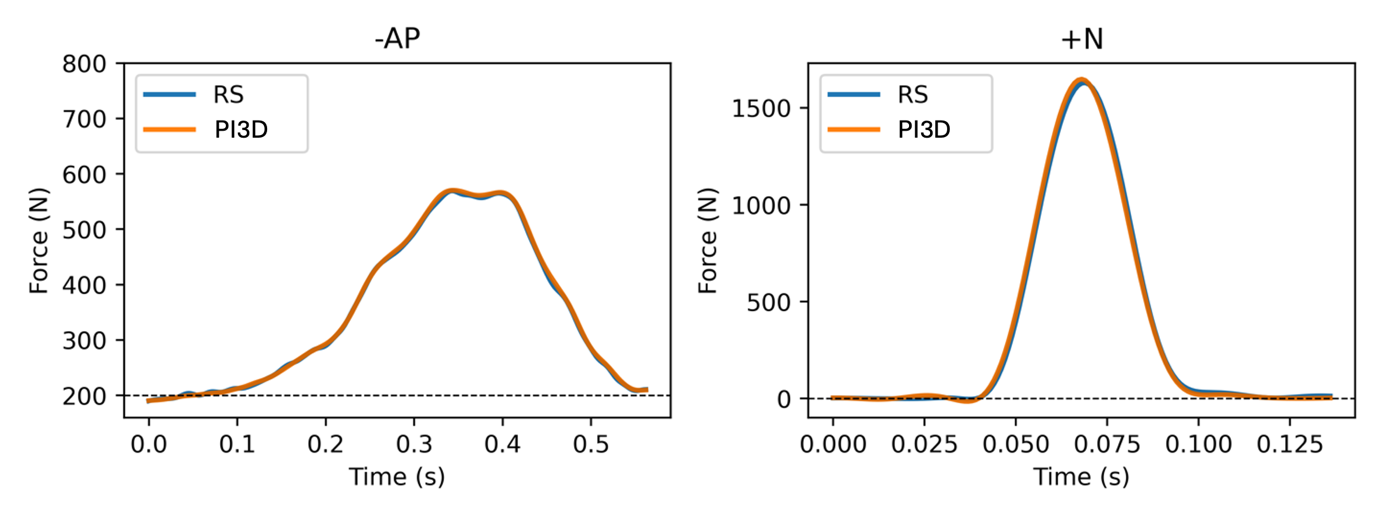 -AP
800
700
600
500
400
300
200
Force (N)
RS
PI3D
0.0 0.1 0.2 0.3 0.4 0.5
Time (s)
+N
1500
1000
500
0
Force (N)
RS
PI3D
0.000 0.025 0.050 0.075 0.100 0.125
Time (s)